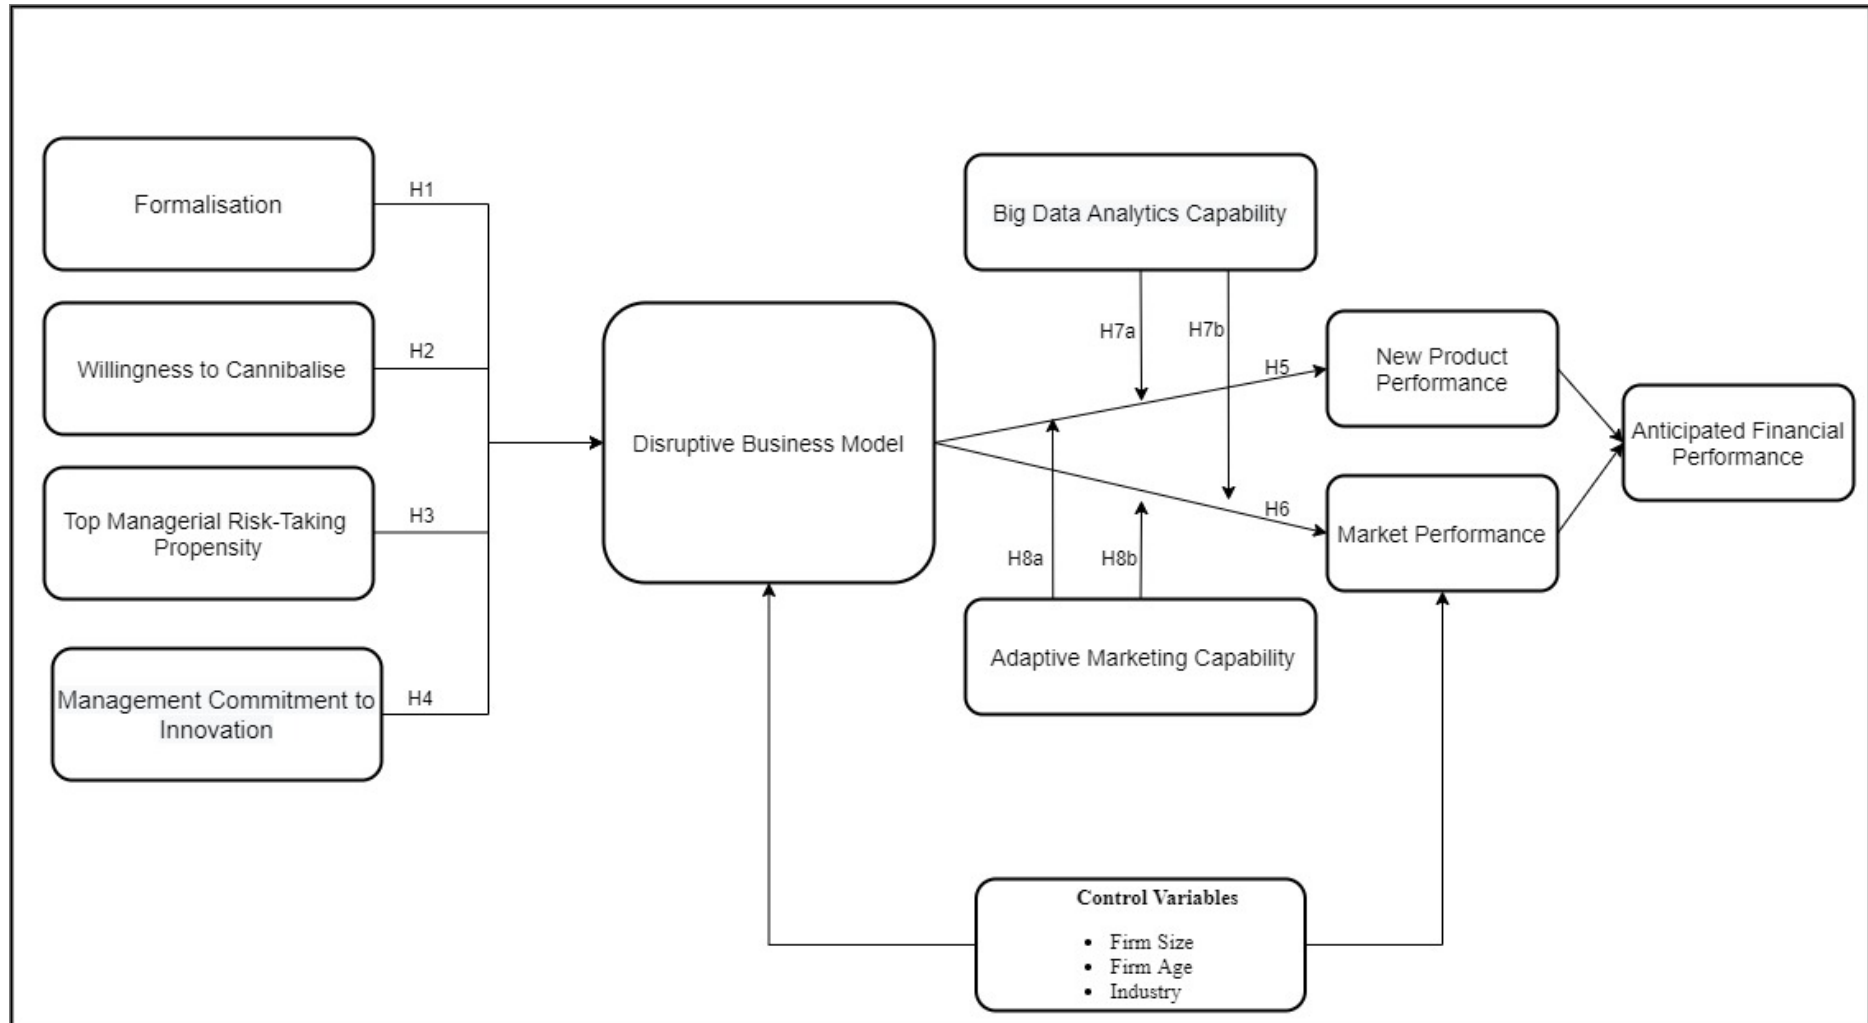 Formalisation
H1
Willingness to Cannibalise
H2
Top Managerial Risk-Taking
Propensity
H3
Management Commitment to
Innovation
H4
Disruptive Business Model
Big Data Analytics Capability
H7a
H7b
H5
H6
H8a
H8b
Adaptive Marketing Capability
New Product
Performance
Market Performance
Anticipated Financial
Performance
Control Variables
• Firm Size
• Firm Age
• Industry